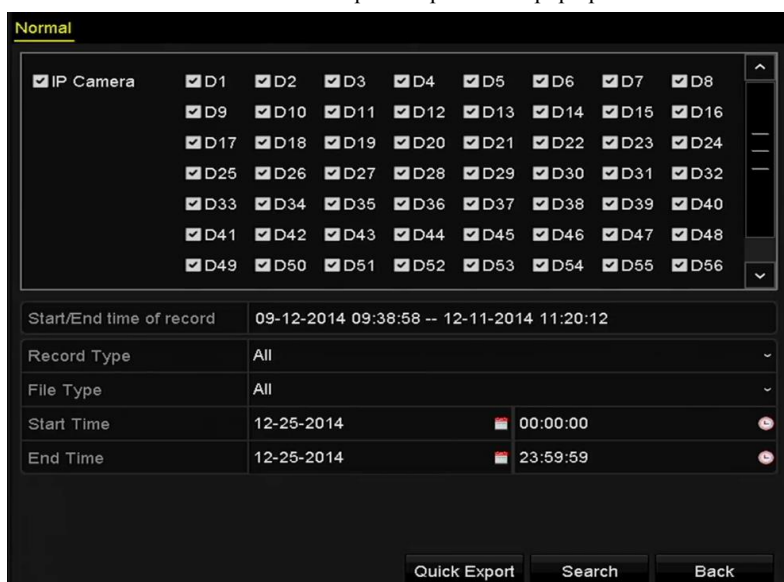 Normal
IP Camera D1 D2 D3 D4 D5 D6 D7 D8
D9 D10 D11 D12 D13 D14 D15 D16
D17 D18 D19 D20 D21 D22 D23 D24
D25 D26 D27 D28 D29 D30 D31 D32
D33 D34 D35 D36 D37 D38 D39 D40
D41 D42 D43 D44 D45 D46 D47 D48
D49 D50 D51 D52 D53 D54 D55 D56
Start/End time of record 09-12-2014 09:38:58 -- 12-11-2014 11:20:12
Record Type All
File Type All
Start Time 12-25-2014 00:00:00
End Time 12-25-2014 23:59:59
Quick Export Search Back